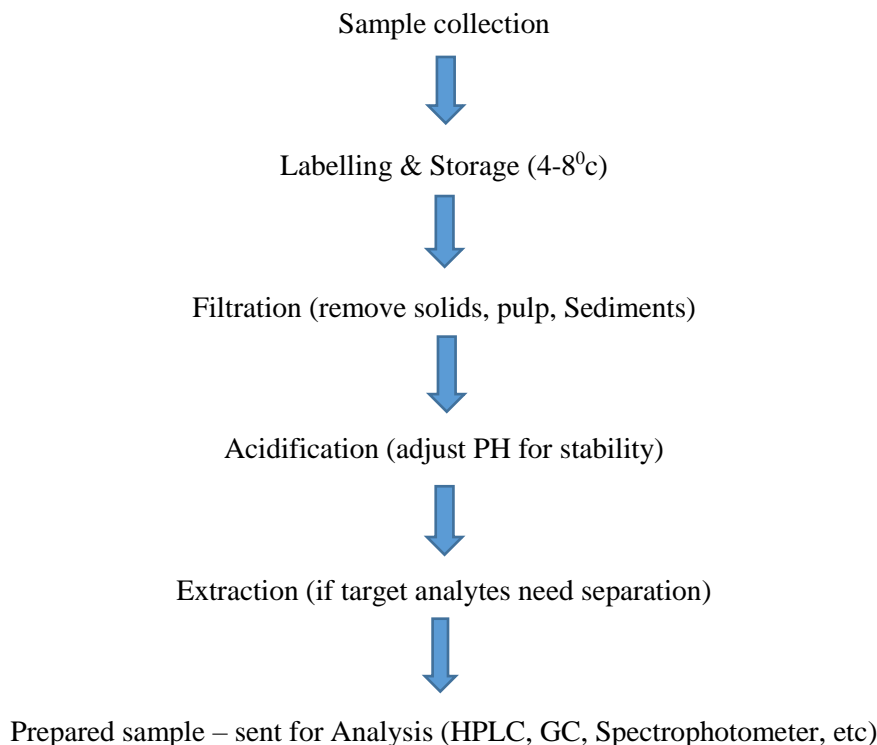 Sample collection
Labelling & Storage (4-8⁰c)
Filtration (remove solids, pulp, Sediments)
Acidification (adjust PH for stability)
Extraction (if target analytes need separation)
Prepared sample – sent for Analysis (HPLC, GC, Spectrophotometer, etc)